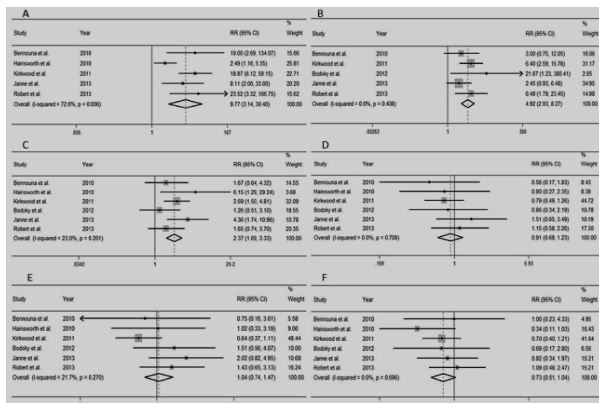 A
%
Study Year RR (95% CI) Weight
Bennouna et al. 2010 19.00 (2.69, 134.07) 15.66
Hainsworth et al. 2010 2.49 (1.16, 5.35) 25.81
Kirkwood et al. 2011 18.87 (6.12, 58.15) 22.71
Janne et al. 2013 8.11 (2.00, 33.00) 20.20
Robert et al. 2013 23.52 (3.32, 166.75) 15.62
Overall (I-squared = 72.6%, p = 0.006) 9.77 (3.14, 30.40) 100.00
.006 1 167
B
%
Study Year RR (95% CI) Weight
Bennouna et al. 2010 3.00 (0.75, 12.05) 16.06
Kirkwood et al. 2011 6.40 (2.59, 15.78) 31.17
Bodsky et al. 2012 21.67 (1.23, 380.41) 2.85
Janne et al. 2013 2.45 (0.93, 6.48) 34.95
Robert et al. 2013 6.48 (1.79, 23.45) 14.98
Overall (I-squared = 0.0%, p = 0.438) 4.92 (2.93, 8.27) 100.00
.00263 1 380
C
%
Study Year RR (95% CI) Weight
Bennouna et al. 2010 1.67 (0.64, 4.32) 14.55
Hainsworth et al. 2010 6.15 (1.29, 29.24) 3.68
Kirkwood et al. 2011 2.69 (1.50, 4.81) 32.09
Bodsky et al. 2012 1.26 (0.51, 3.10) 18.55
Janne et al. 2013 4.38 (1.74, 10.96) 10.78
Robert et al. 2013 1.65 (0.74, 3.70) 20.35
Overall (I-squared = 23.0%, p = 0.261) 2.37 (1.69, 3.33) 100.00
.0342 1 29.2
D
%
Study Year RR (95% CI) Weight
Bennouna et al. 2010 0.56 (0.17, 1.83) 8.43
Hainsworth et al. 2010 0.80 (0.27, 2.35) 8.38
Kirkwood et al. 2011 0.79 (0.49, 1.26) 44.72
Bodsky et al. 2012 0.86 (0.34, 2.19) 10.78
Janne et al. 2013 1.51 (0.65, 3.49) 10.19
Robert et al. 2013 1.15 (0.58, 2.26) 17.50
Overall (I-squared = 0.0%, p = 0.708) 0.91 (0.68, 1.23) 100.00
.169 1
E
%
Study Year RR (95% CI) Weight
Bennouna et al. 2010 0.75 (0.16, 3.61) 5.58
Hainsworth et al. 2010 1.02 (0.33, 3.19) 9.06
Kirkwood et al. 2011 0.64 (0.37, 1.11) 48.44
Bodsky et al. 2012 1.51 (0.56, 4.07) 10.00
Janne et al. 2013 2.02 (0.82, 4.95) 10.68
Robert et al. 2013 1.43 (0.65, 3.13) 16.24
Overall (I-squared = 21.7%, p = 0.270) 1.04 (0.74, 1.47) 100.00
F
%
Study Year RR (95% CI) Weight
Bennouna et al. 2010 1.00 (0.23, 4.33) 4.95
Hainsworth et al. 2010 0.34 (0.11, 1.03) 16.43
Kirkwood et al. 2011 0.70 (0.40, 1.21) 41.64
Bodsky et al. 2012 0.69 (0.17, 2.80) 6.55
Janne et al. 2013 0.82 (0.34, 1.97) 15.21
Robert et al. 2013 1.09 (0.48, 2.47) 15.21
Overall (I-squared = 0.0%, p = 0.696) 0.73 (0.51, 1.04) 100.00